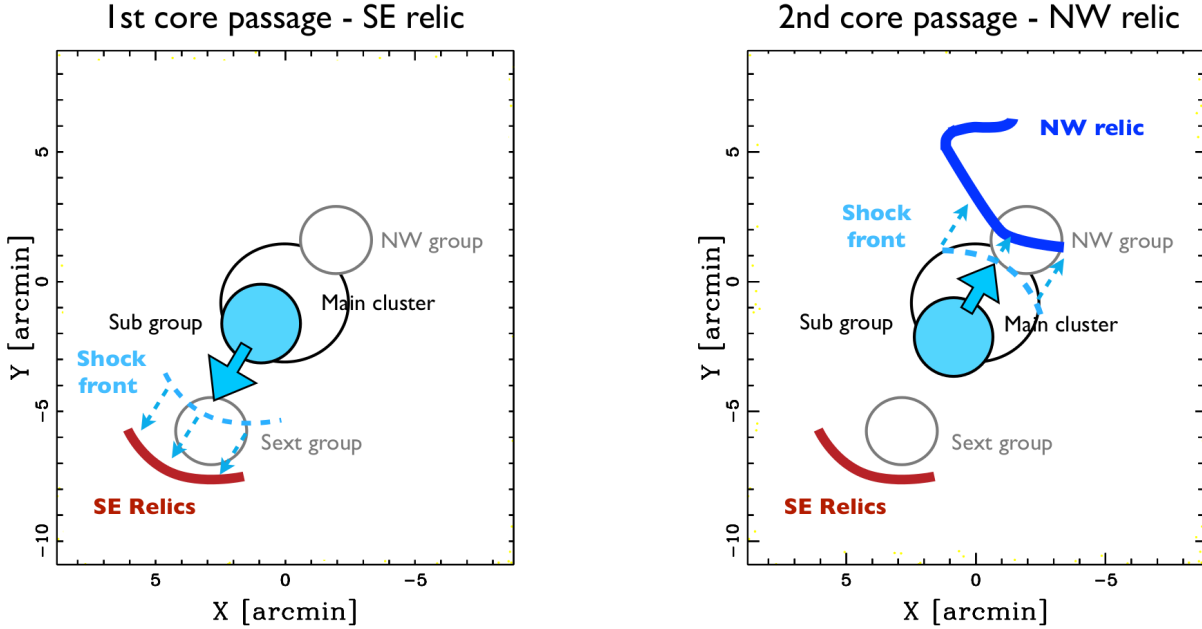 1st core passage - SE relic
2nd core passage - NW relic
Y [arcmin]
5
0
-5
-10
NW group
Main cluster
Sub group
Shock
front
Sext group
SE Relics
5
0
-5
X [arcmin]
Y [arcmin]
5
0
-5
-10
NW relic
Shock
front
NW group
Sub group
Main cluster
Sext group
SE Relics
5
0
-5
X [arcmin]